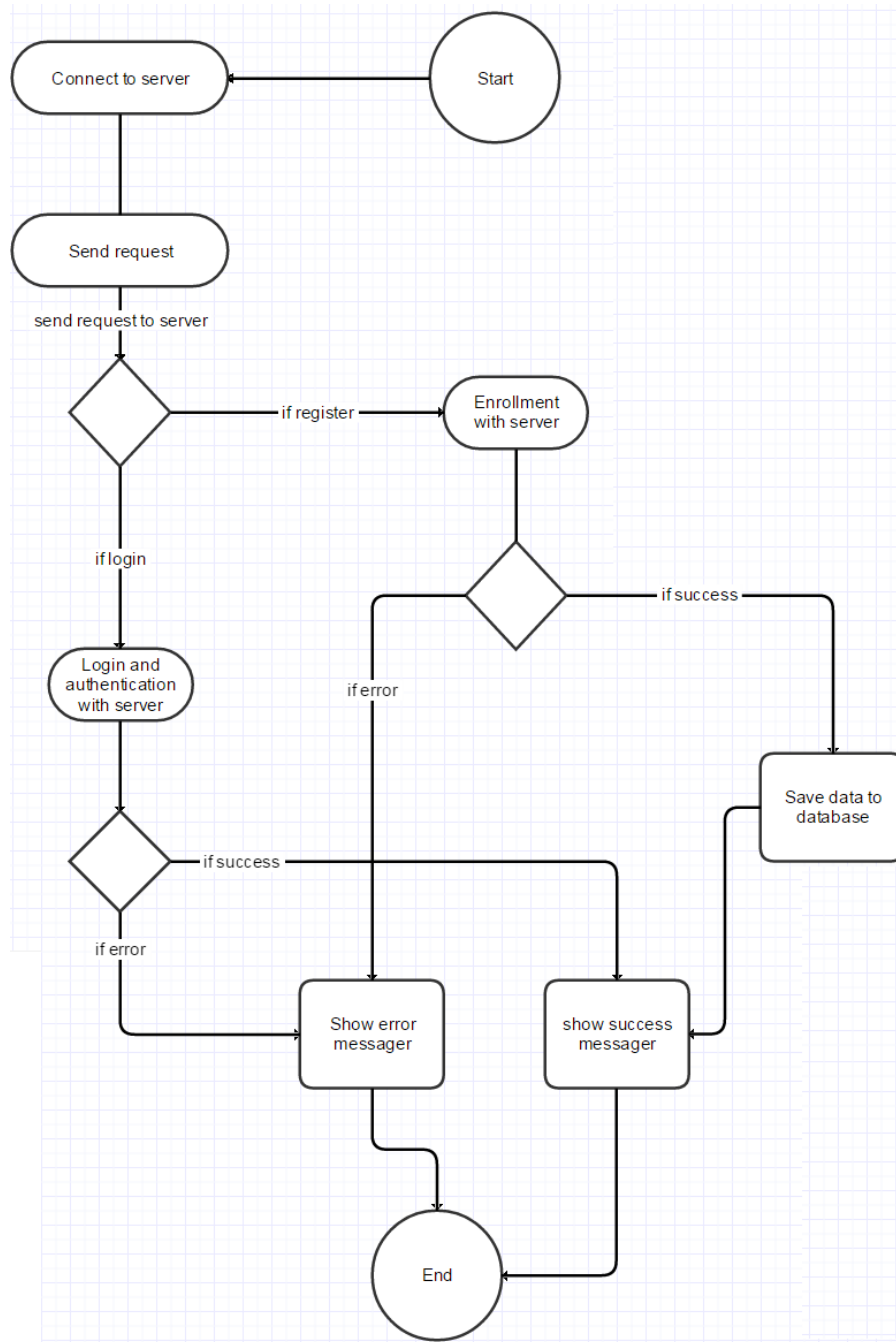 Start
Connect to server
Send request
send request to server
if register
Enrollment
with server
if login
if success
if error
Login and
authentication
with server
Save data to
database
if success
if error
Show error
messager
show success
messager
End